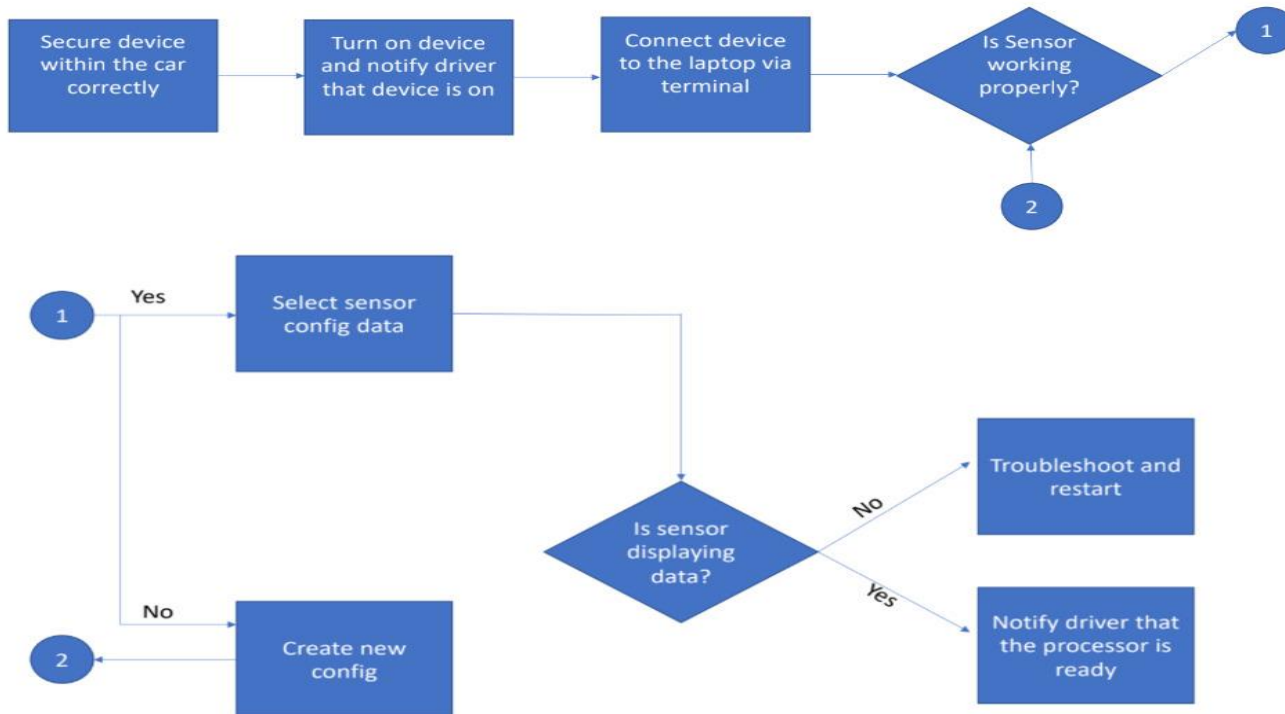 Secure device
within the car
correctly
Turn on device
and notify driver
that device is on
Connect device
to the laptop via
terminal
Is Sensor
working
properly?
1
2
1
Yes
Select sensor
config data
Is sensor
displaying
data?
No
Troubleshoot and
restart
Yes
Notify driver that
the processor is
ready
No
Create new
config
2